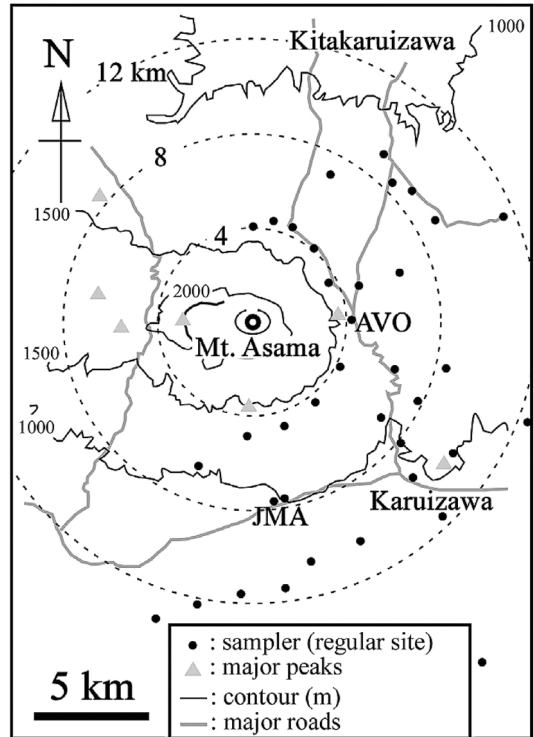 1000
Kitakaruizawa
N
12 km
8
1500
4
2000
AVO
Mt. Asama
1500
?
1000
JMA
Karuizawa
: sampler (regular site)
: major peaks
: contour (m)
: major roads
5 km